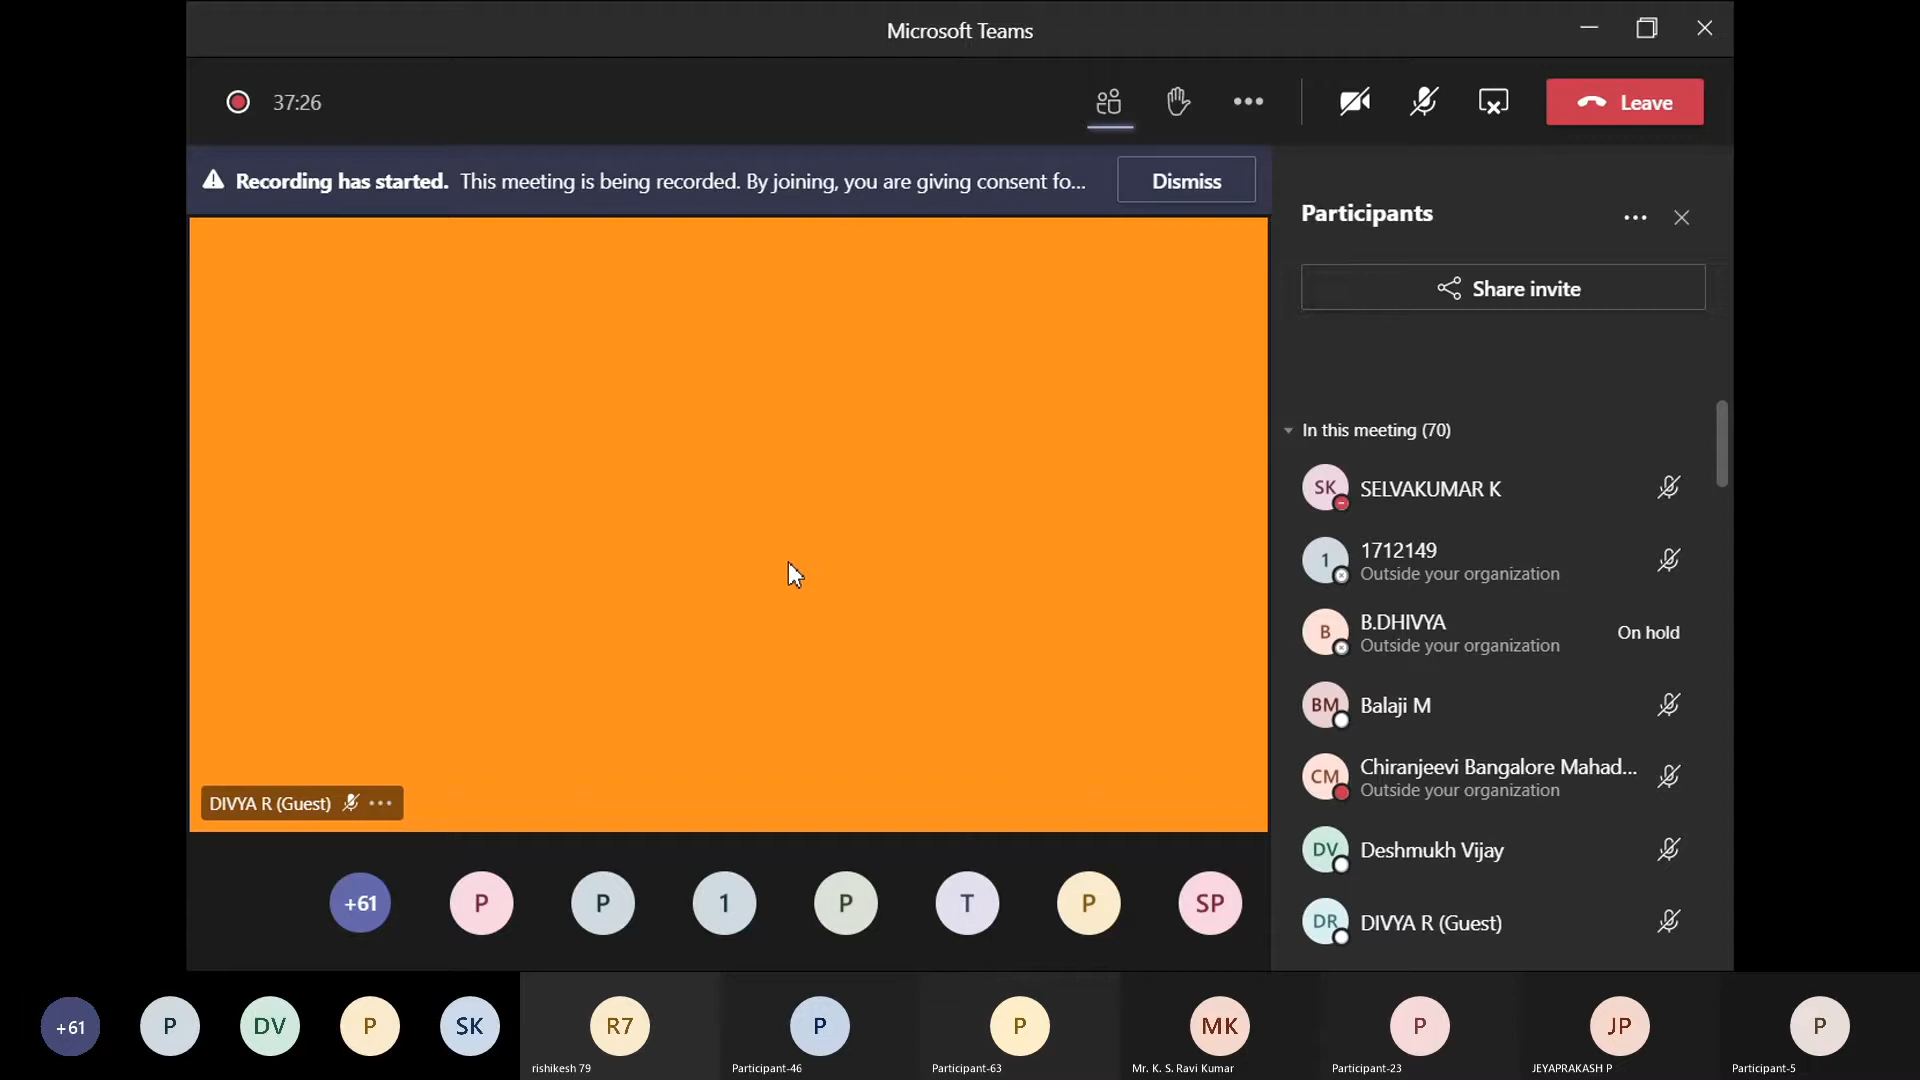 Microsoft Teams
37:26
Leave
Recording has started. This meeting is being recorded. By joining, you are giving consent fo...
Dismiss
Participants
Share invite
In this meeting (70)
SK
SELVAKUMAR K
1
1712149
Outside your organization
B
B.DHIVYA
Outside your organization
On hold
BM
Balaji M
CM
Chiranjeevi Bangalore Mahad...
Outside your organization
DV
Deshmukh Vijay
DR
DIVYA R (Guest)
DIVYA R (Guest)
+61
P
P
1
P
T
P
SP
+61
P
DV
P
SK
R7
rishikesh 79
P
Participant-46
P
Participant-63
MK
Mr. K. S. Ravi Kumar
P
Participant-23
JP
JEYAPRAKASH P
P
Participant-5